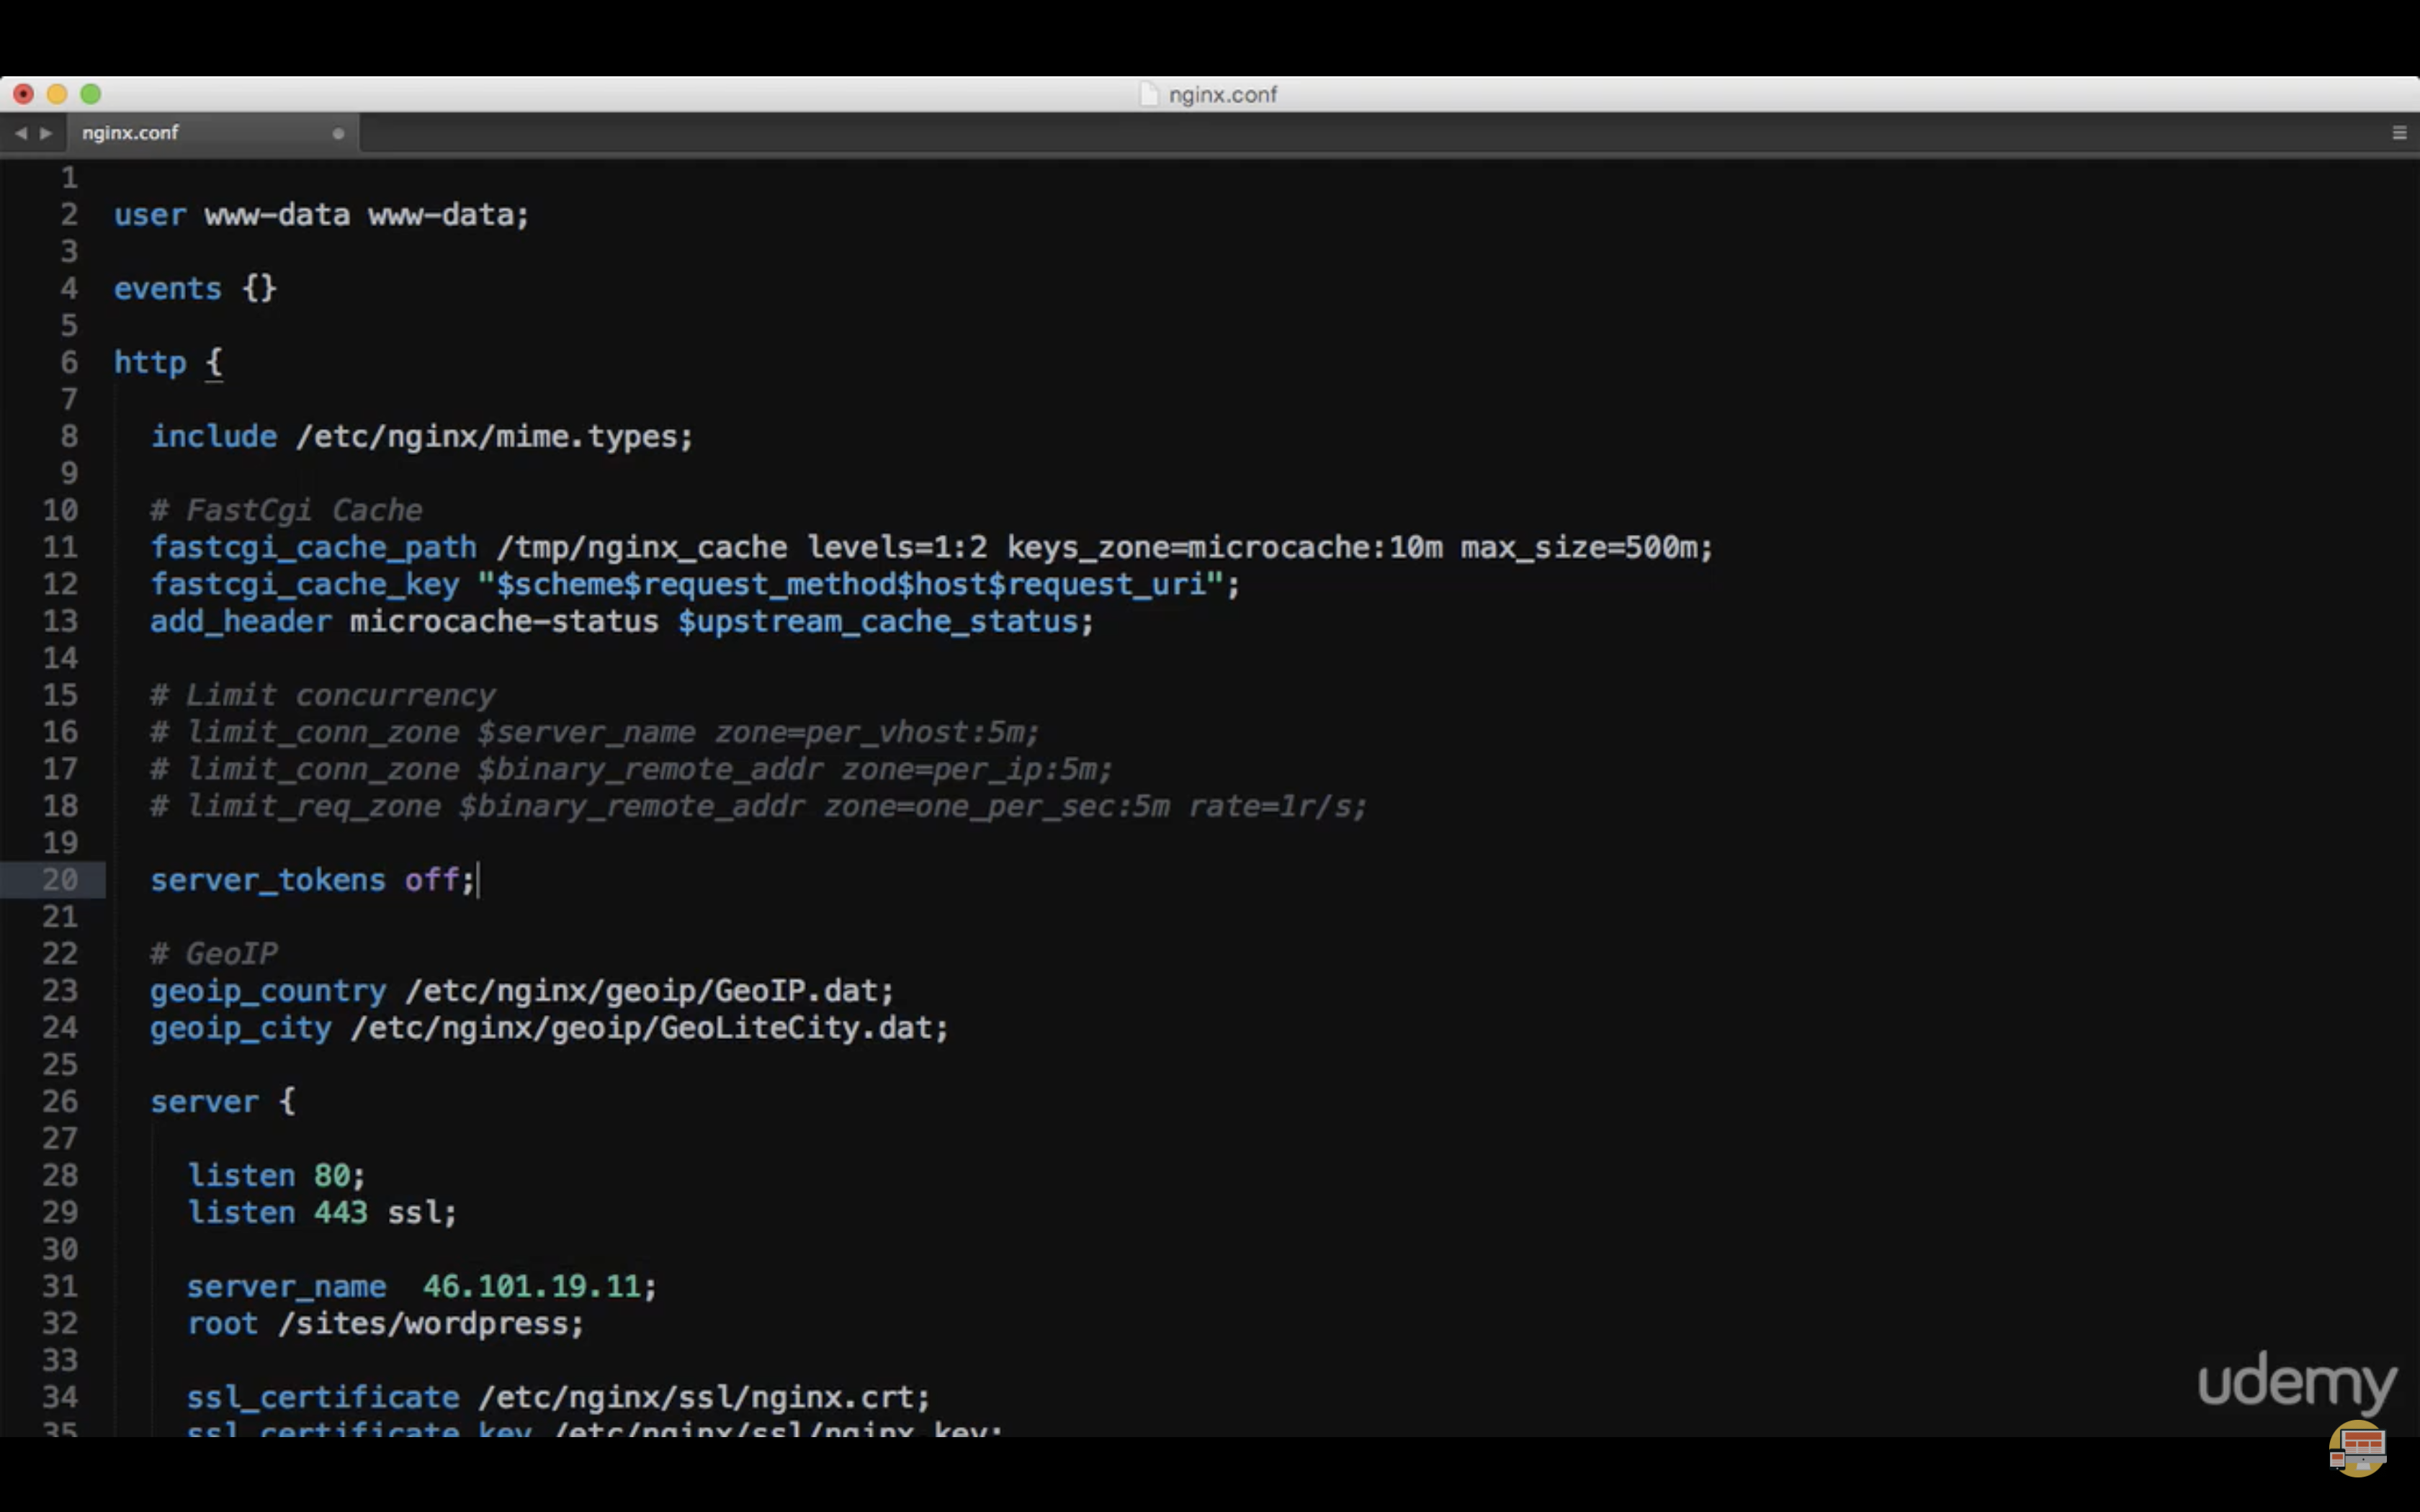 nginx.conf
nginx.conf
1
2 user www-data www-data;
3
4 events {}
5
6 http {
7
8 include /etc/nginx/mime.types;
9
10 # FastCgi Cache
11 fastcgi_cache_path /tmp/nginx_cache levels=1:2 keys_zone=microcache:10m max_size=500m;
12 fastcgi_cache_key "$scheme$request_method$host$request_uri";
13 add_header microcache-status $upstream_cache_status;
14
15 # Limit concurrency
16 # limit_conn_zone $server_name zone=per_vhost:5m;
17 # limit_conn_zone $binary_remote_addr zone=per_ip:5m;
18 # limit_req_zone $binary_remote_addr zone=one_per_sec:5m rate=1r/s;
19
20 server_tokens off;
21
22 # GeoIP
23 geoip_country /etc/nginx/geoip/GeoIP.dat;
24 geoip_city /etc/nginx/geoip/GeoLiteCity.dat;
25
26 server {
27
28 listen 80;
29 listen 443 ssl;
30
31 server_name  46.101.19.11;
32 root /sites/wordpress;
33
34 ssl_certificate /etc/nginx/ssl/nginx.crt;
35 ssl_certificate_key /etc/nginx/ssl/nginx.key;
udemy